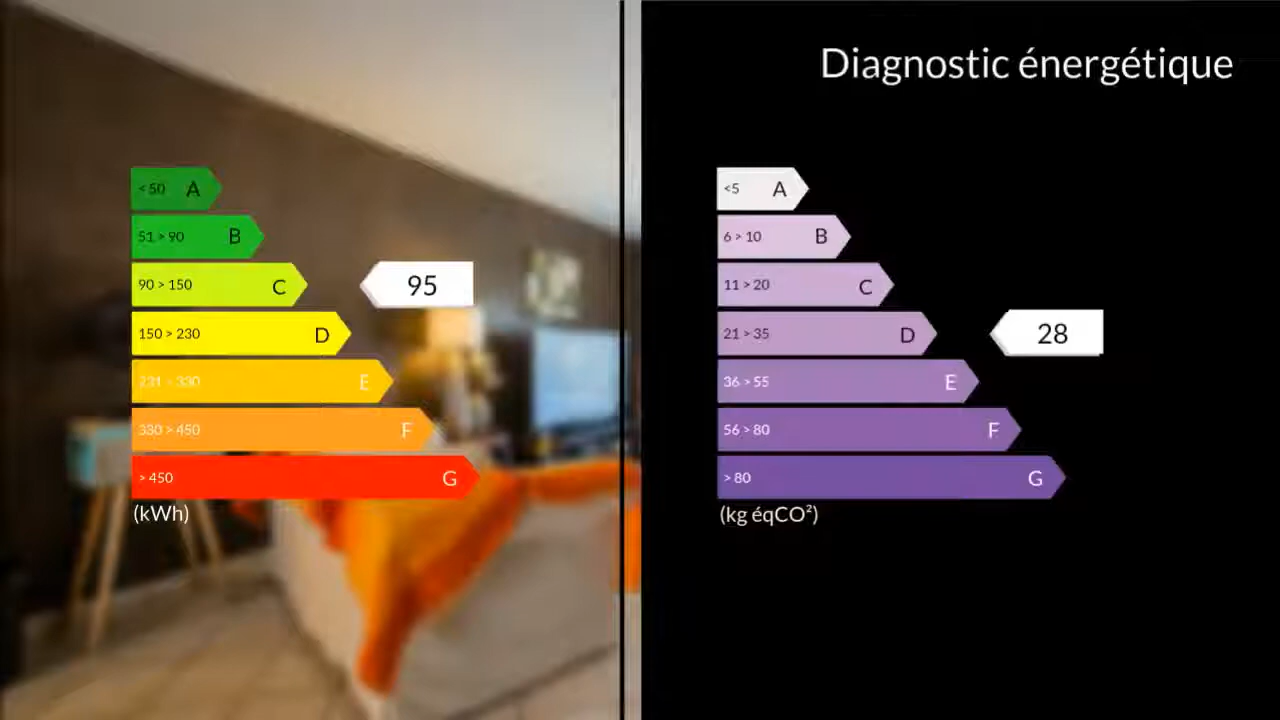 Diagnostic énergétique
<50 A
51 > 90 B
90 > 150 C
95
150 > 230 D
231 > 330 E
330 > 450 F
> 450 G
(kWh)
<5 A
6 > 10 B
11 > 20 C
21 > 35 D
28
36 > 55 E
56 > 80 F
> 80 G
(kg éqCO²)